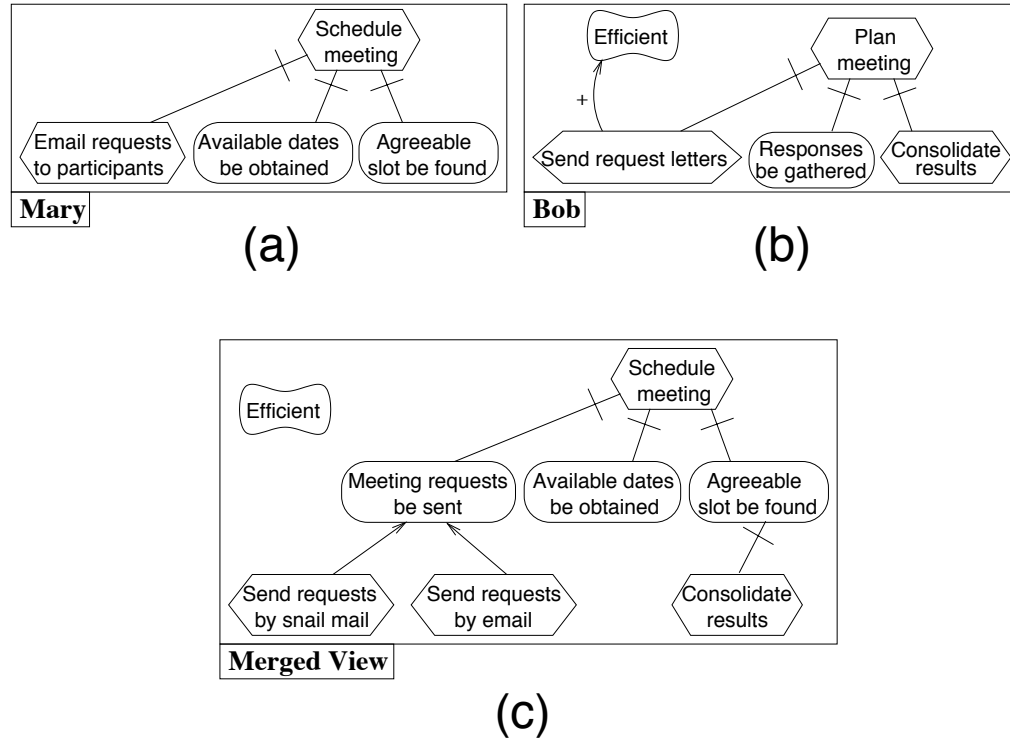 Schedule
meeting
Email requests
to participants
Available dates
be obtained
Agreeable
slot be found
Mary
(a)
Efficient
Plan
meeting
+
Send request letters
Responses
be gathered
Consolidate
results
Bob
(b)
Schedule
meeting
Efficient
Meeting requests
be sent
Available dates
be obtained
Agreeable
slot be found
Send requests
by snail mail
Send requests
by email
Consolidate
results
Merged View
(c)